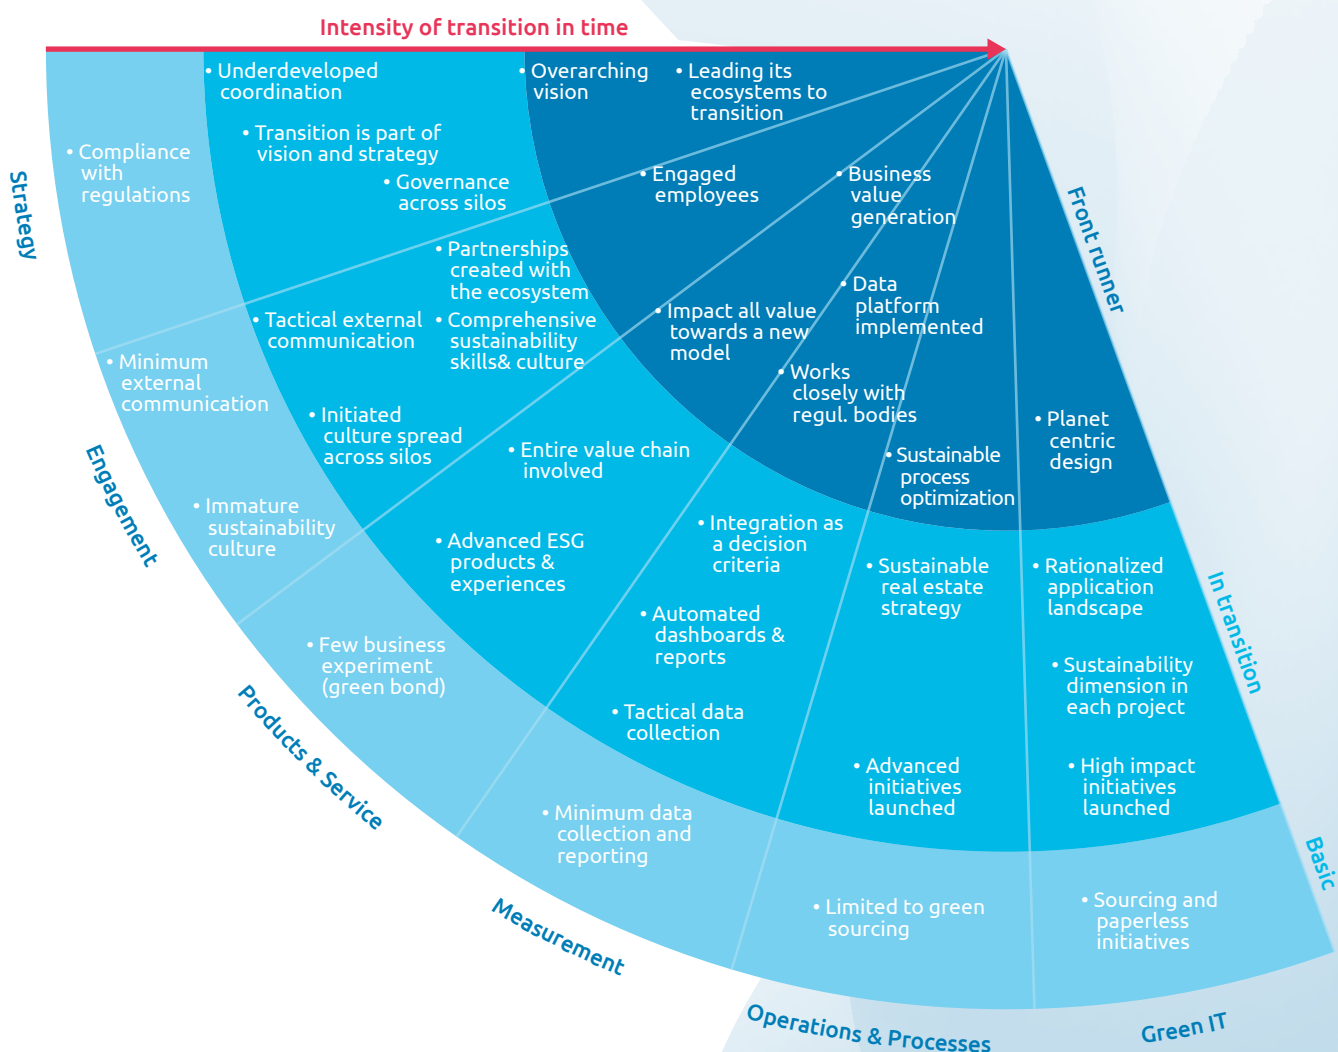 Intensity of transition in time
• Underdeveloped
coordination
• Transition is part of
vision and strategy
• Governance
across silos
• Overarching
vision
• Leading its
ecosystems to
transition
• Compliance
with
regulations
Strategy
• Engaged
employees
• Business
value
generation
Front runner
• Partnerships
created with
the ecosystem
• Tactical external
communication
• Comprehensive
sustainability
skills& culture
• Impact all value
towards a new
model
• Data
platform
implemented
• Minimum
external
communication
• Initiated
culture spread
across silos
• Works
closely with
regul. bodies
• Planet
centric
design
Engagement
• Immature
sustainability
culture
• Entire value chain
involved
• Sustainable
process
optimization
• Advanced ESG
products &
experiences
• Integration as
a decision
criteria
• Sustainable
real estate
strategy
• Rationalized
application
landscape
In transition
• Few business
experiment
(green bond)
• Automated
dashboards &
reports
• Sustainability
dimension in
each project
Products & Service
• Tactical data
collection
• Advanced
initiatives
launched
• High impact
initiatives
launched
Basic
• Minimum data
collection and
reporting
• Limited to green
sourcing
• Sourcing and
paperless
initiatives
Measurement
Operations & Processes
Green IT